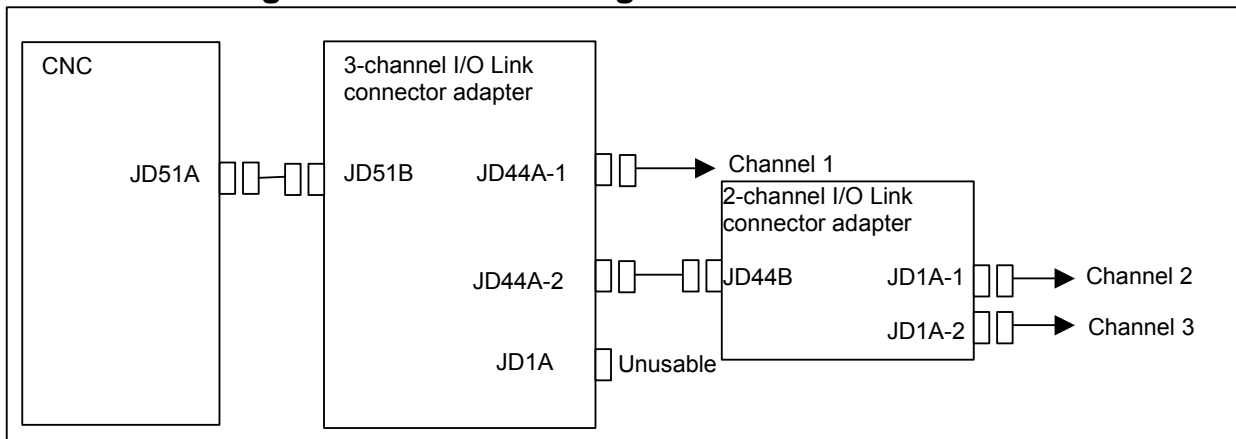 CNC
JD51A
3-channel I/O Link
connector adapter
JD51B
JD44A-1
Channel 1
2-channel I/O Link
connector adapter
JD44A-2
JD44B
JD1A-1
Channel 2
JD1A-2
Channel 3
JD1A
Unusable